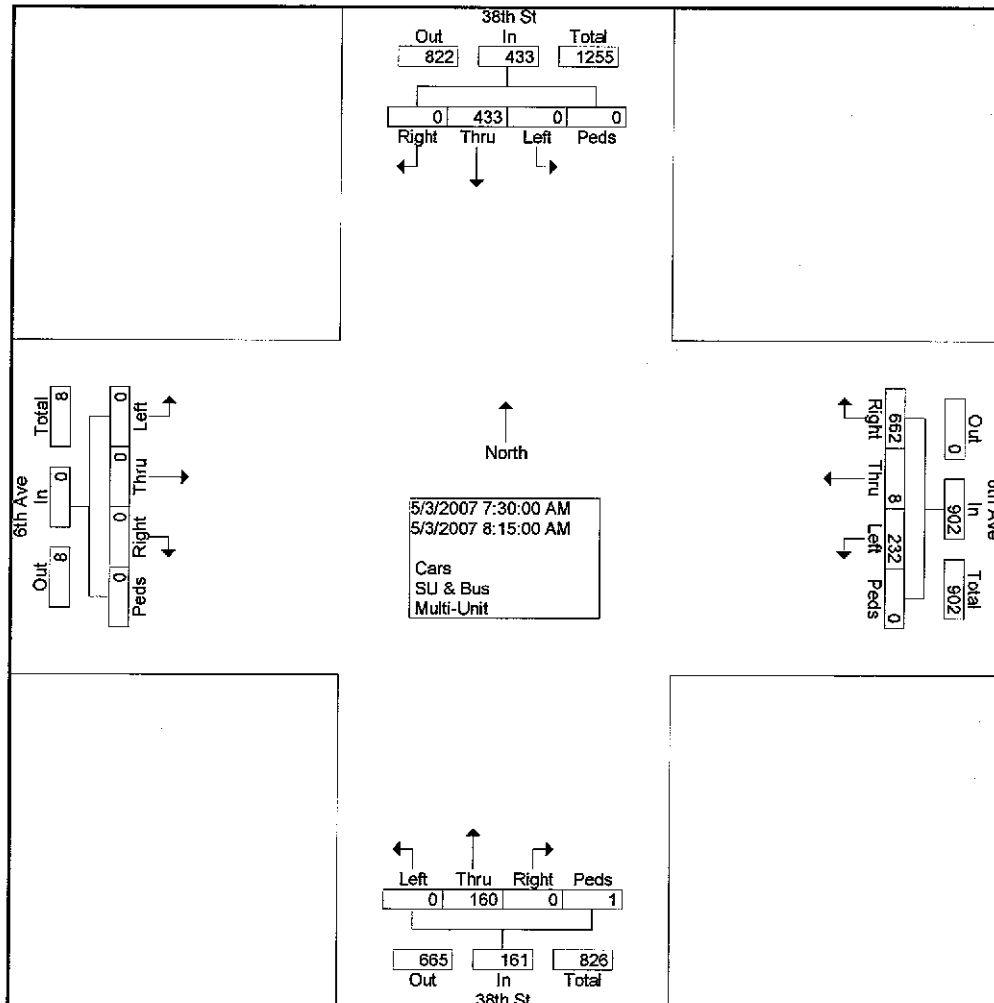 38th St
Out In Total
822 433 1255
0 433 0 0
Right Thru Left Peds
6th Ave
Total In Out
8 0 8
0 0 0 0
Left Thru Right Peds
North
5/3/2007 7:30:00 AM
5/3/2007 8:15:00 AM
Cars
SU & Bus
Multi-Unit
Right Thru Left Peds
662 8 232 0
Out In Total
0 902 902
Ave
Left Thru Right Peds
0 160 0 1
665 161 826
Out In Total
38th St